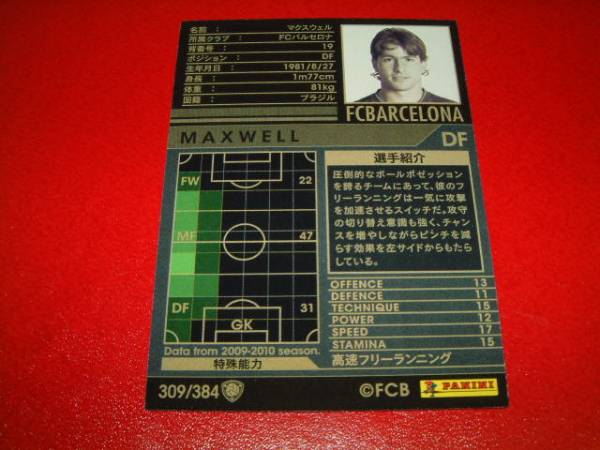 名前 : マクスウェル
所属クラブ : FCバルセロナ
背番号 : 19
ポジション : DF
生年月日 : 1981/8/27
身長 : 1m77cm
体重 : 81kg
国籍 : ブラジル
FCBARCELONA
MAXWELL DF
FW 22
MF 47
DF 31
GK
Data from 2009-2010 season.
特殊能力
選手紹介
圧倒的なボールポゼッション
を誇るチームにあって、彼のフ
リーランニングは一気に攻撃
を加速させるスイッチだ。攻守
の切り替え意識も強く、チャン
スを増やしながらピンチを減
らす効果を左サイドからもたら
している。
OFFENCE 13
DEFENCE 11
TECHNIQUE 15
POWER 12
SPEED 17
STAMINA 15
高速フリーランニング
309/384
©FCB
PANINI